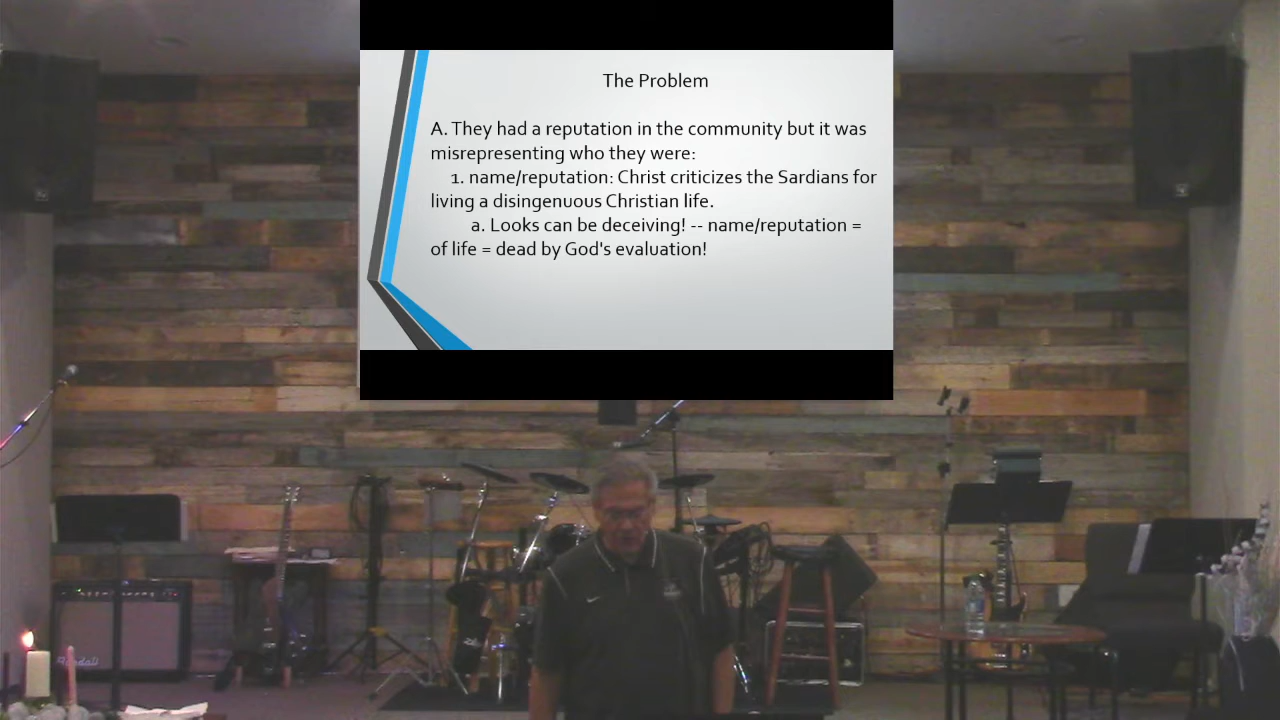 The Problem
A. They had a reputation in the community but it was
misrepresenting who they were:
1. name/reputation: Christ criticizes the Sardians for
living a disingenuous Christian life.
a. Looks can be deceiving! -- name/reputation =
of life = dead by God's evaluation!
Randall